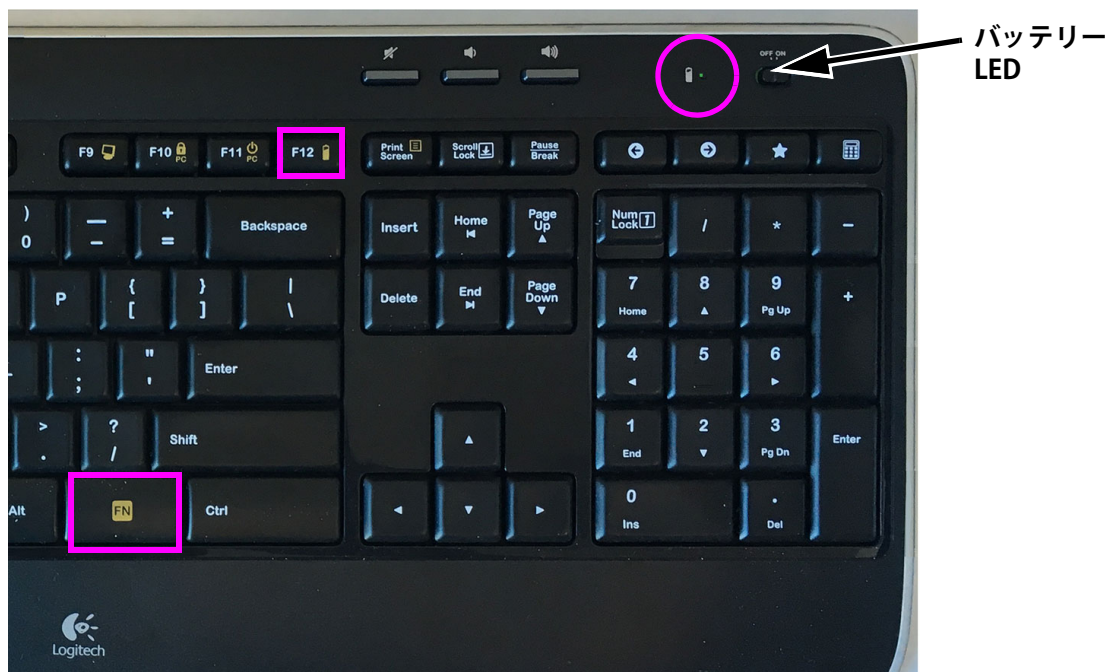 バッテリー
LED
OFF ON
F9
F10 PC
F11 PC
F12
Print
Screen
Scroll
Lock
Pause
Break
)
0
—
–
+
=
Backspace
Insert
Home
Page
Up
Num
Lock 1
/
*
–
P
{
[
}
]
|
\
Delete
End
Page
Down
7
Home
8
9
Pg Up
+
:
;
"
'
Enter
4
5
6
>
.
?
/
Shift
1
End
2
3
Pg Dn
Enter
Alt
FN
Ctrl
0
Ins
.
Del
Logitech